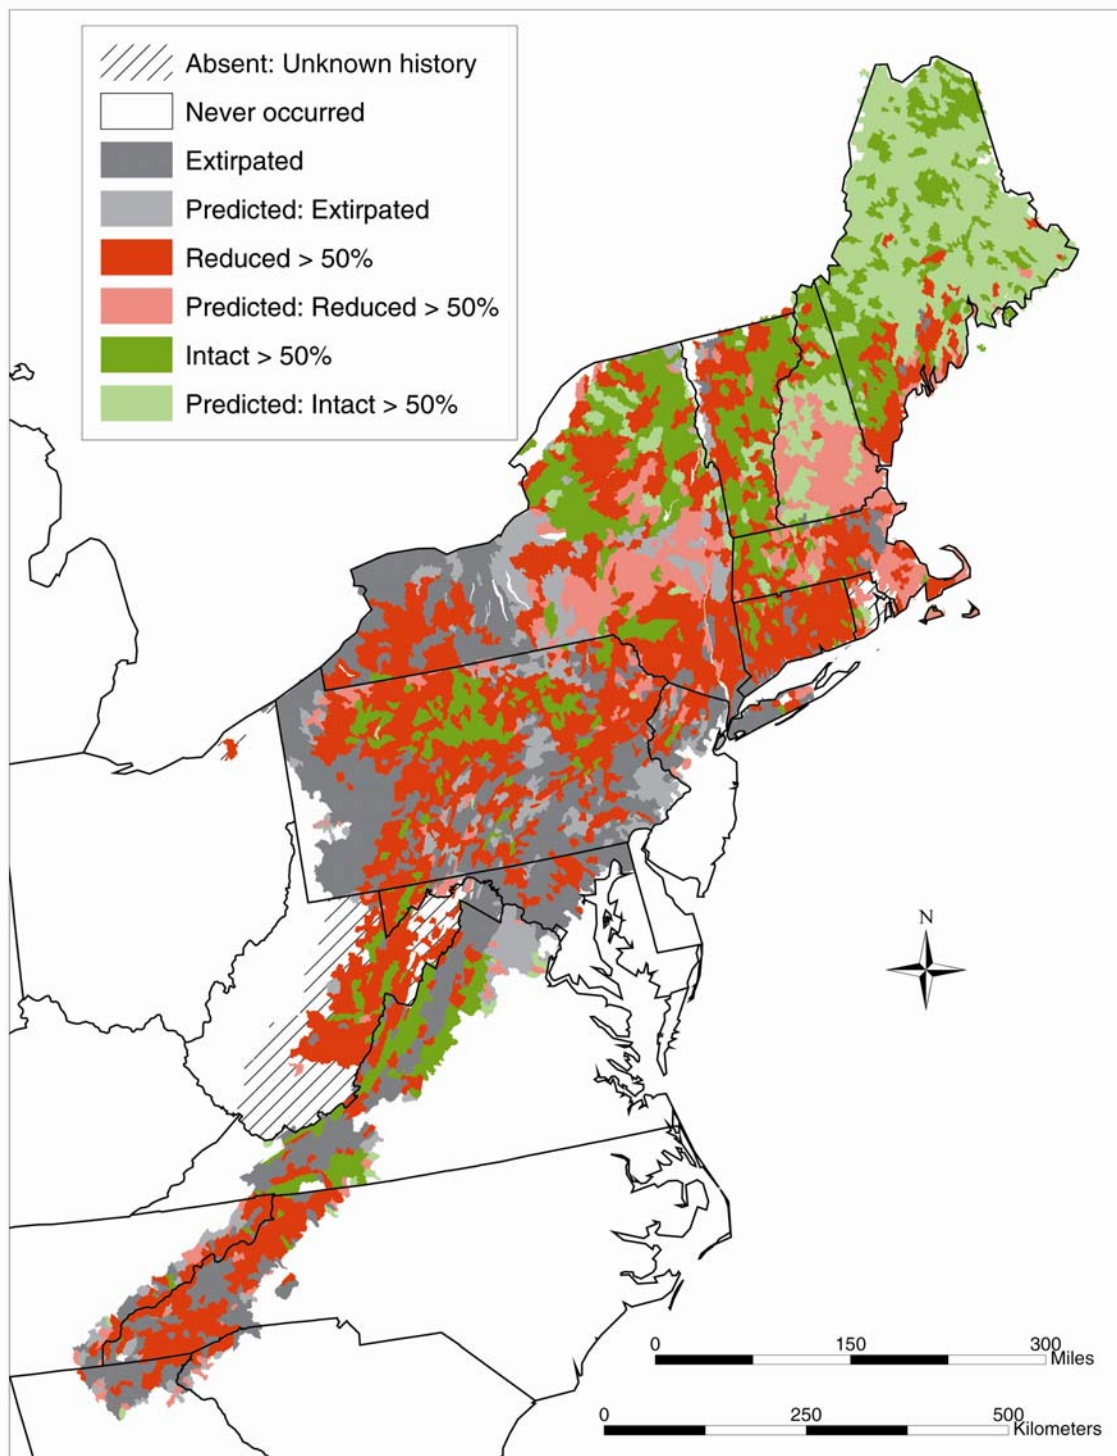 Absent: Unknown history
Never occurred
Extirpated
Predicted: Extirpated
Reduced > 50%
Predicted: Reduced > 50%
Intact > 50%
Predicted: Intact > 50%
N
0 150 300
Miles
0 250 500
Kilometers